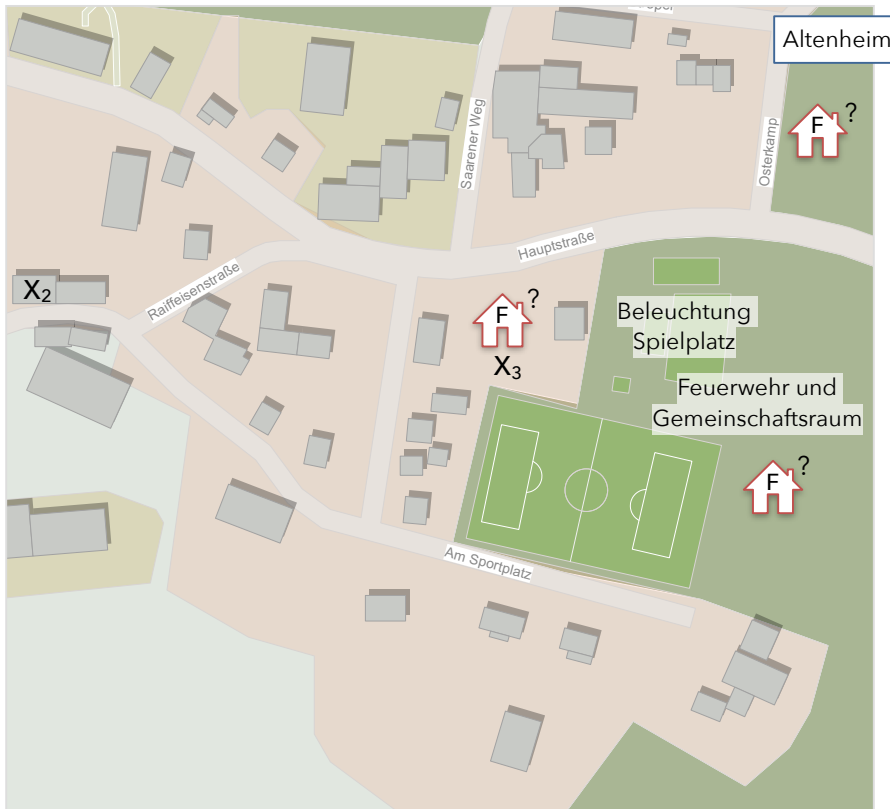 Altenheim
F ?
Saarener Weg
Osterkamp
Hauptstraße
Raiffeisenstraße
X2
F ?
X3
Beleuchtung
Spielplatz
Feuerwehr und
Gemeinschaftsraum
F ?
Am Sportplatz